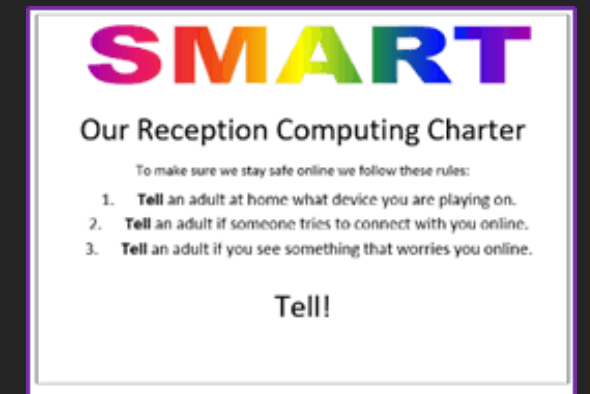 SMART
Our Reception Computing Charter
To make sure we stay safe online we follow these rules:
1. Tell an adult at home what device you are playing on.
2. Tell an adult if someone tries to connect with you online.
3. Tell an adult if you see something that worries you online.
Tell!